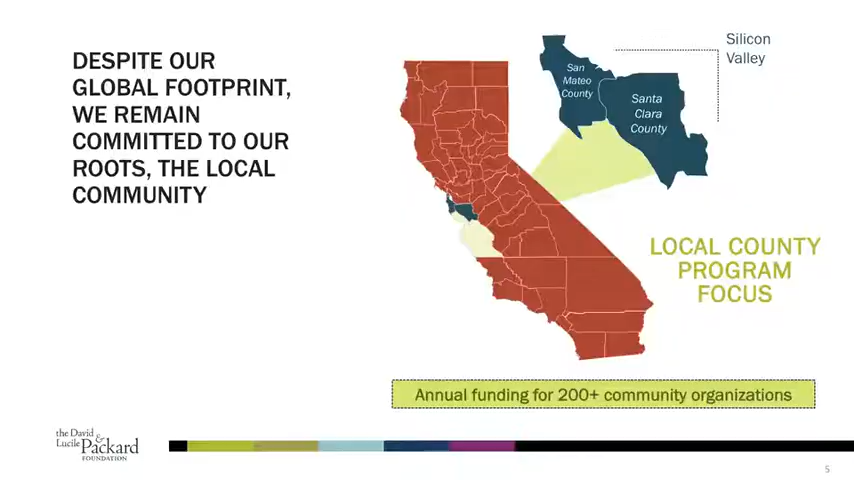 DESPITE OUR
GLOBAL FOOTPRINT,
WE REMAIN
COMMITTED TO OUR
ROOTS, THE LOCAL
COMMUNITY
Silicon
Valley
San
Mateo
County
Santa
Clara
County
LOCAL COUNTY
PROGRAM
FOCUS
Annual funding for 200+ community organizations
the David
&
Lucile Packard
FOUNDATION
5